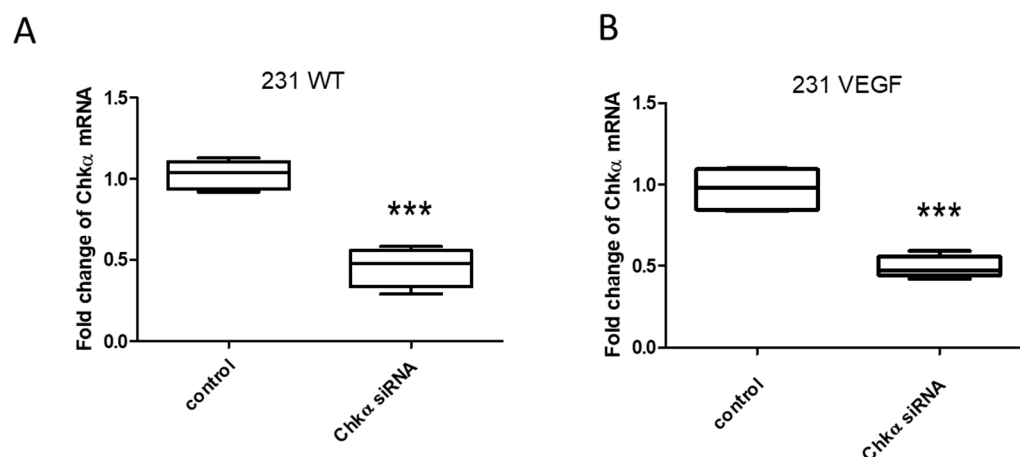 A
231 WT
Fold change of Chkα mRNA
1.5
1.0
0.5
0.0
***
control
Chkα siRNA
B
231 VEGF
Fold change of Chkα mRNA
1.5
1.0
0.5
0.0
***
control
Chkα siRNA